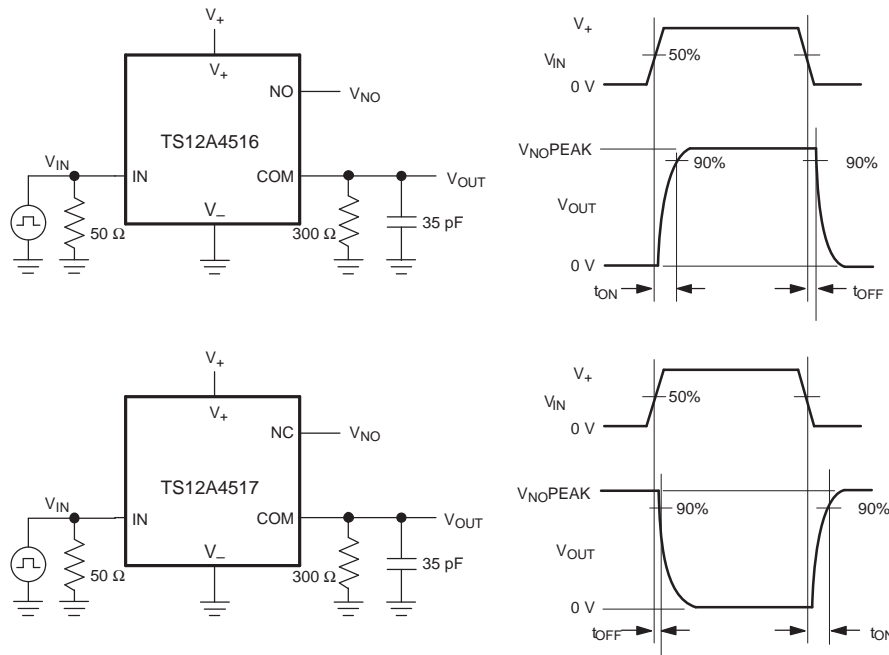 V+
V+
NO
VNO
TS12A4516
VIN
IN
COM
VOUT
V–
50 Ω
300 Ω
35 pF
V+
VIN
50%
0 V
VNOPEAK
90%
90%
VOUT
0 V
tON
tOFF
V+
V+
NC
VNO
TS12A4517
VIN
IN
COM
VOUT
V–
50 Ω
300 Ω
35 pF
V+
VIN
50%
0 V
VNOPEAK
90%
90%
VOUT
0 V
tOFF
tON